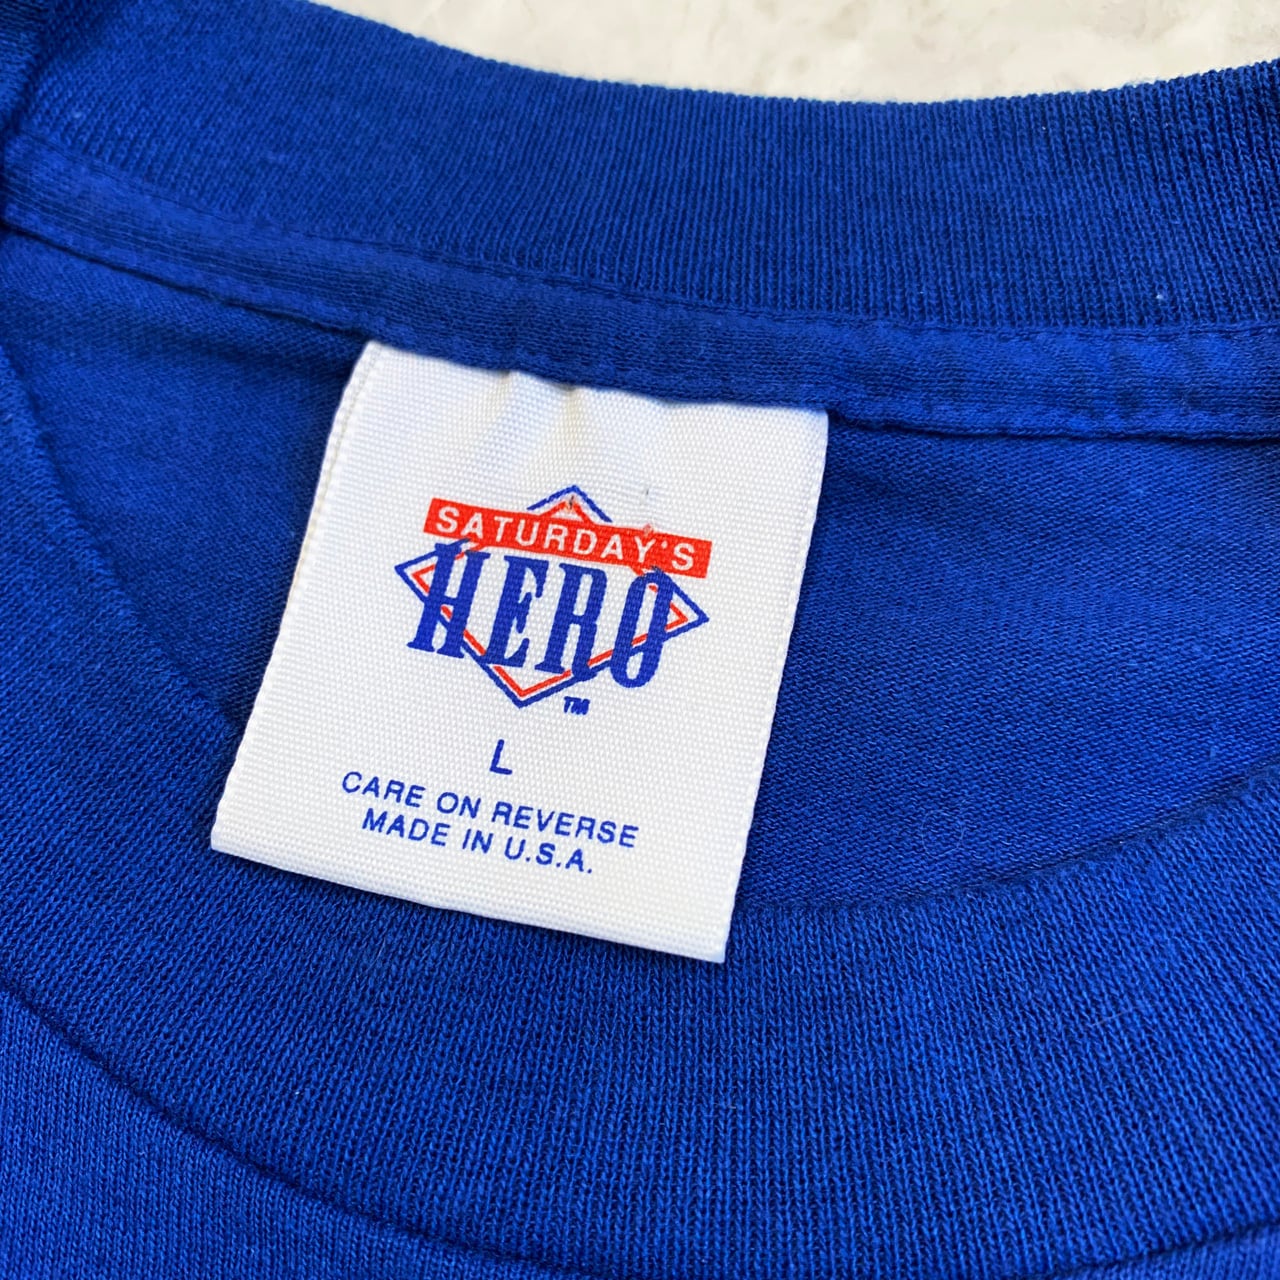 SATURDAY'S
HERO
TM
L
CARE ON REVERSE
MADE IN U.S.A.